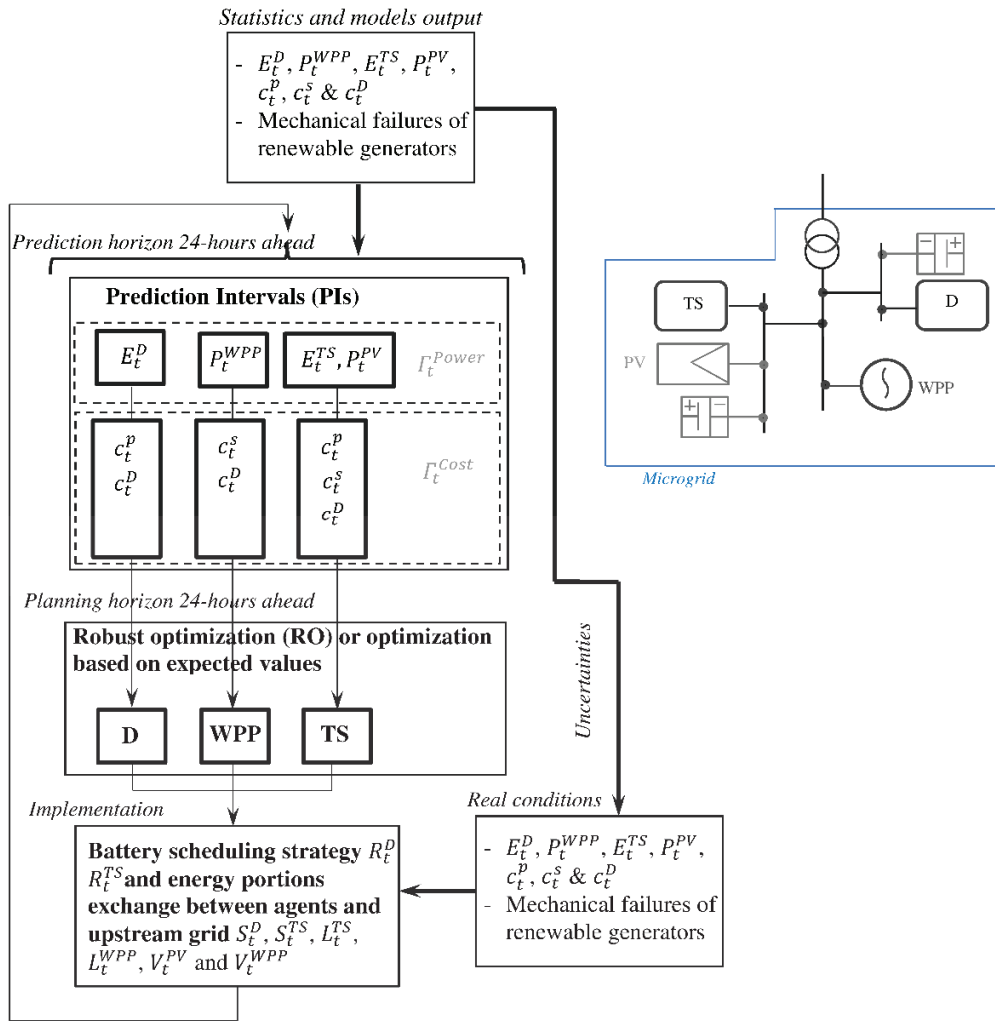 Statistics and models output
- E_t^D, P_t^{WPP}, E_t^{TS}, P_t^{PV},
c_t^p, c_t^s & c_t^D
- Mechanical failures of
renewable generators
Prediction horizon 24-hours ahead
Prediction Intervals (PIs)
E_t^D
P_t^{WPP}
E_t^{TS}, P_t^{PV}
Γ_t^{Power}
c_t^p
c_t^D
c_t^s
c_t^D
c_t^p
c_t^s
c_t^D
Γ_t^{Cost}
Planning horizon 24-hours ahead
Robust optimization (RO) or optimization
based on expected values
D
WPP
TS
Implementation
Battery scheduling strategy R_t^D
R_t^{TS} and energy portions
exchange between agents and
upstream grid S_t^D, S_t^{TS}, L_t^{TS},
L_t^{WPP}, V_t^{PV} and V_t^{WPP}
Uncertainties
Real conditions
- E_t^D, P_t^{WPP}, E_t^{TS}, P_t^{PV},
c_t^p, c_t^s & c_t^D
- Mechanical failures of
renewable generators
TS
PV
+ −
− +
D
WPP
Microgrid